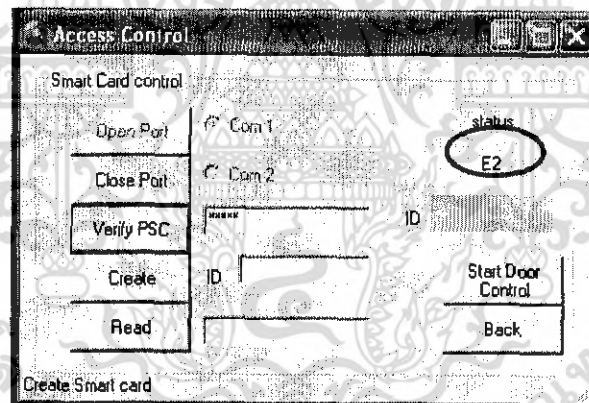 Access Control
Smart Card control
Open Port
Com 1
status
E2
Close Port
Com 2
Verify PSC
*****
ID
Create
ID
Start Door
Control
Read
Back
Create Smart card